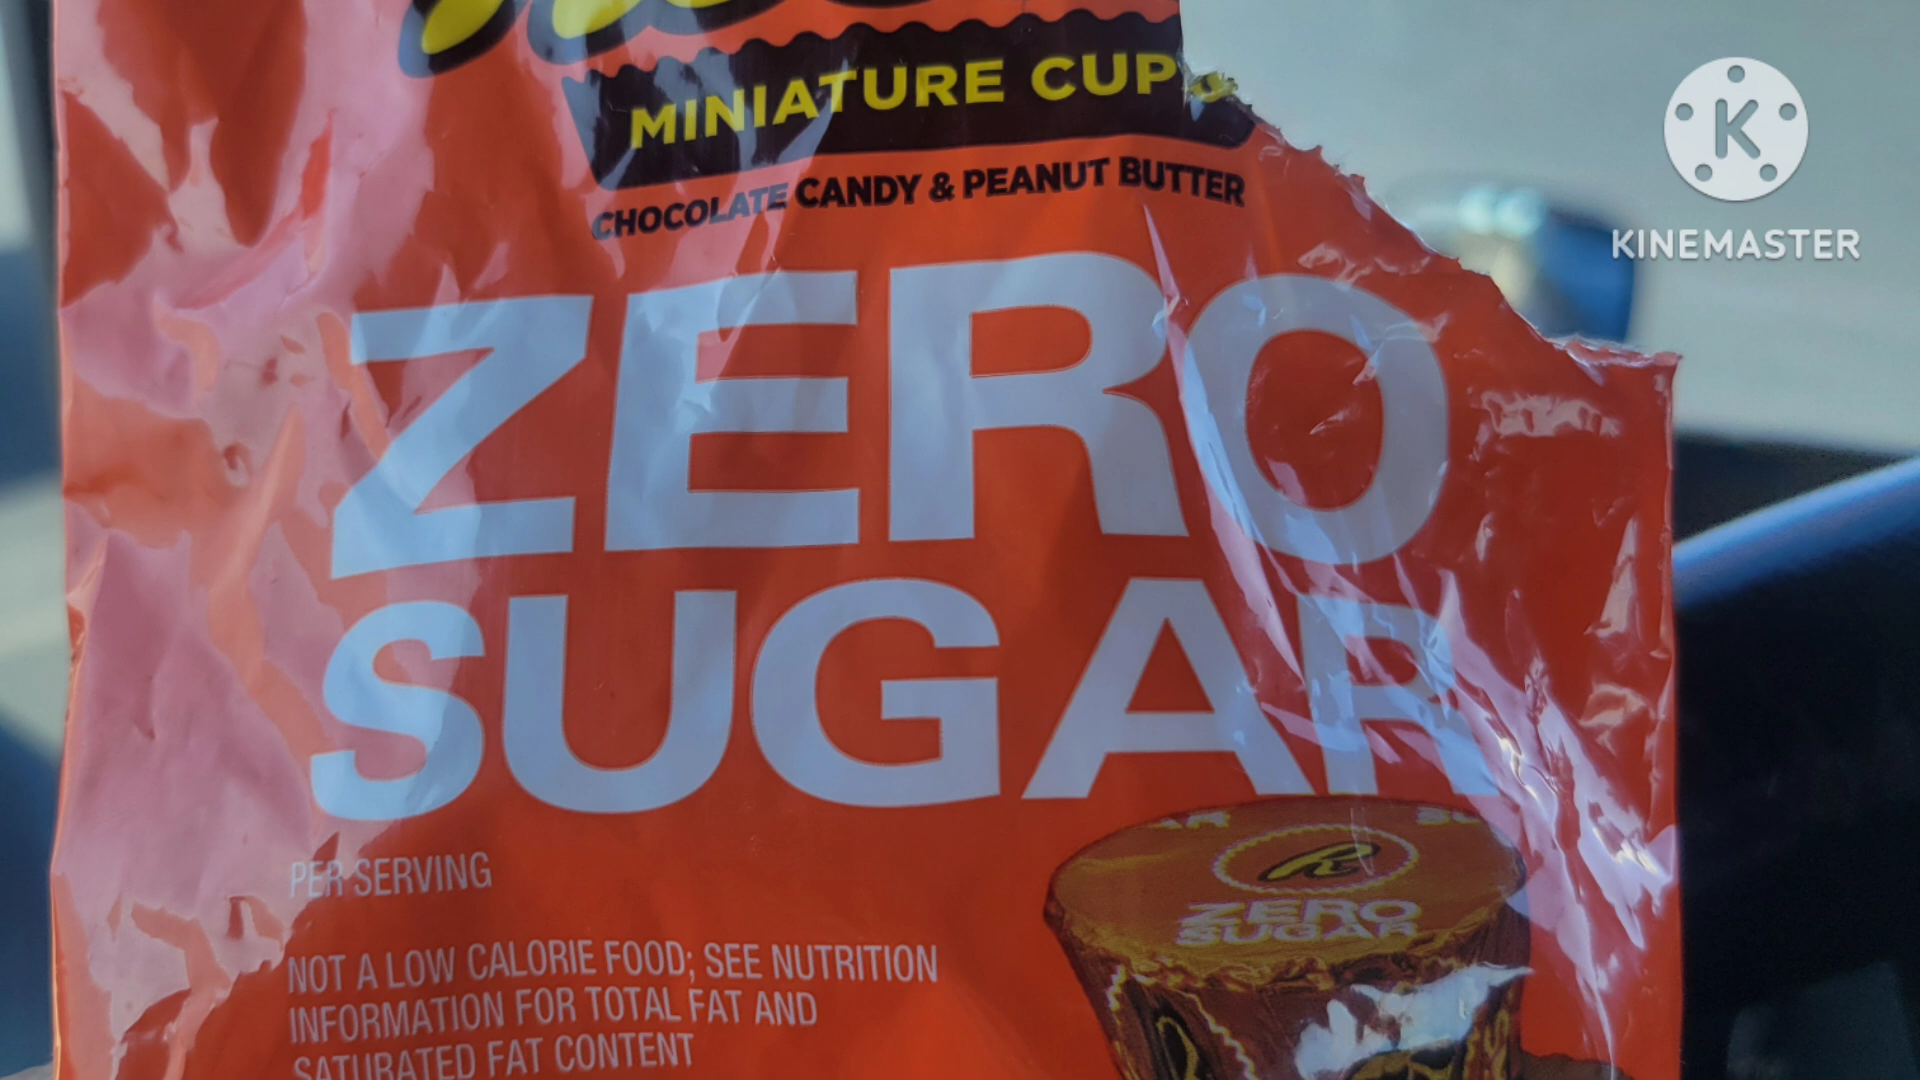 MINIATURE CUPS
CHOCOLATE CANDY & PEANUT BUTTER
ZERO
SUGAR
PER SERVING
NOT A LOW CALORIE FOOD; SEE NUTRITION
INFORMATION FOR TOTAL FAT AND
SATURATED FAT CONTENT
R
ZERO
SUGAR
K
KINEMASTER